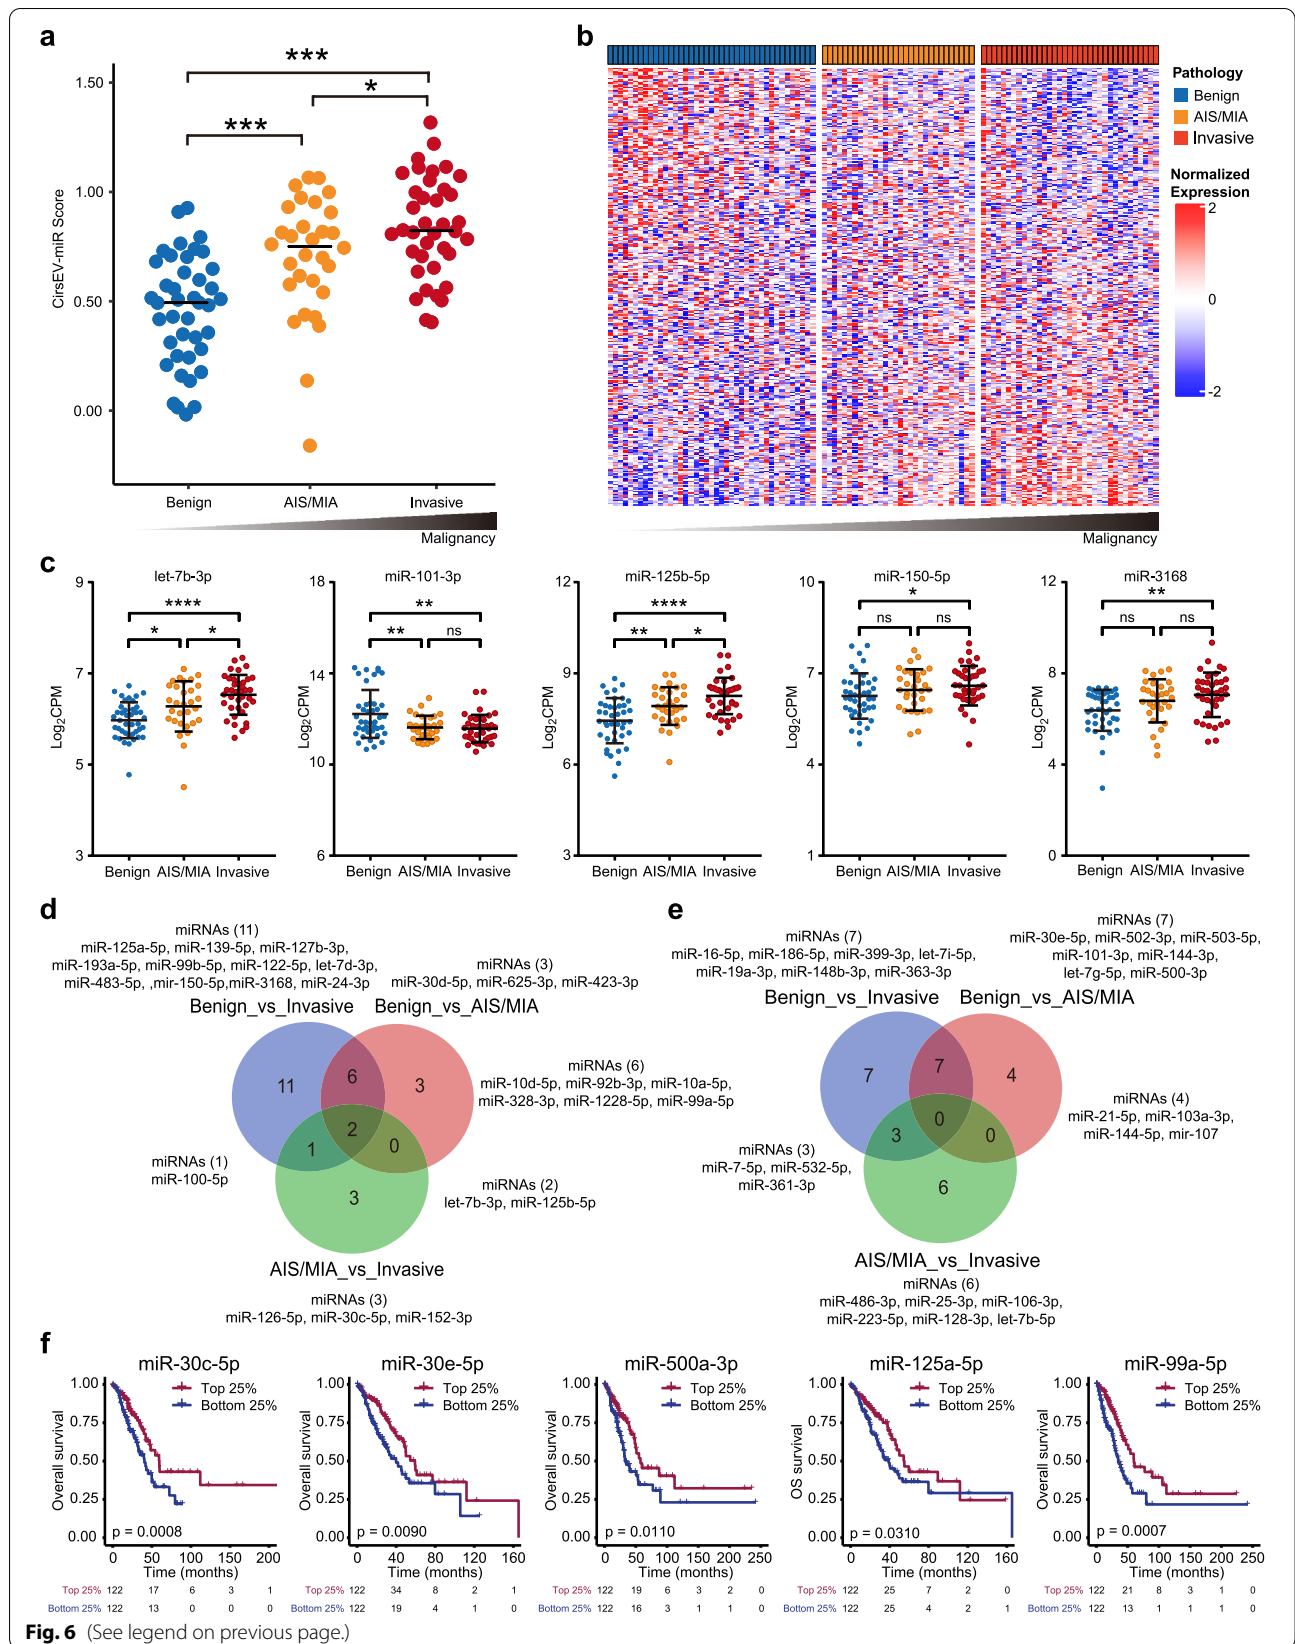 a
***
*
***
1.50
1.00
0.50
0.00
CirsEV-miR Score
Benign
AIS/MIA
Invasive
Malignancy
b
Pathology
Benign
AIS/MIA
Invasive
Normalized
Expression
2
0
-2
Malignancy
c
let-7b-3p
****
*
*
9
7
5
3
Log2CPM
Benign AIS/MIA Invasive
miR-101-3p
**
**
ns
18
14
10
6
Log2CPM
Benign AIS/MIA Invasive
miR-125b-5p
****
**
*
12
9
6
3
Log2CPM
Benign AIS/MIA Invasive
miR-150-5p
*
ns
ns
10
7
4
1
Log2CPM
Benign AIS/MIA Invasive
miR-3168
**
ns
ns
12
8
4
0
Log2CPM
Benign AIS/MIA Invasive
d
miRNAs (11)
miR-125a-5p, miR-139-5p, miR-127b-3p,
miR-193a-5p, miR-99b-5p, miR-122-5p, let-7d-3p,
miR-483-5p, ,mir-150-5p,miR-3168, miR-24-3p
miRNAs (3)
miR-30d-5p, miR-625-3p, miR-423-3p
Benign_vs_Invasive
Benign_vs_AIS/MIA
11
6
3
2
1
0
3
miRNAs (6)
miR-10d-5p, miR-92b-3p, miR-10a-5p,
miR-328-3p, miR-1228-5p, miR-99a-5p
miRNAs (1)
miR-100-5p
miRNAs (2)
let-7b-3p, miR-125b-5p
AIS/MIA_vs_Invasive
miRNAs (3)
miR-126-5p, miR-30c-5p, miR-152-3p
e
miRNAs (7)
miR-16-5p, miR-186-5p, miR-399-3p, let-7i-5p,
miR-19a-3p, miR-148b-3p, miR-363-3p
miRNAs (7)
miR-30e-5p, miR-502-3p, miR-503-5p,
miR-101-3p, miR-144-3p,
let-7g-5p, miR-500-3p
Benign_vs_Invasive
Benign_vs_AIS/MIA
7
7
4
0
3
0
6
miRNAs (4)
miR-21-5p, miR-103a-3p,
miR-144-5p, mir-107
miRNAs (3)
miR-7-5p, miR-532-5p,
miR-361-3p
AIS/MIA_vs_Invasive
miRNAs (6)
miR-486-3p, miR-25-3p, miR-106-3p,
miR-223-5p, miR-128-3p, let-7b-5p
f
miR-30c-5p
Top 25%
Bottom 25%
1.00
0.75
0.50
0.25
0.00
Overall survival
p = 0.0008
0 50 100 150 200
Time (months)
Top 25% 122 17 6 3 1
Bottom 25% 122 13 0 0 0
miR-30e-5p
Top 25%
Bottom 25%
1.00
0.75
0.50
0.25
0.00
Overall survival
p = 0.0090
0 40 80 120 160
Time (months)
Top 25% 122 34 8 2 1
Bottom 25% 122 19 4 1 0
miR-500a-3p
Top 25%
Bottom 25%
1.00
0.75
0.50
0.25
0.00
Overall survival
p = 0.0110
0 50 100 150 200 250
Time (months)
Top 25% 122 19 6 3 2 0
Bottom 25% 122 16 3 1 1 0
miR-125a-5p
Top 25%
Bottom 25%
1.00
0.75
0.50
0.25
0.00
OS survival
p = 0.0310
0 40 80 120 160
Time (months)
Top 25% 122 25 7 2 0
Bottom 25% 122 25 4 2 1
miR-99a-5p
Top 25%
Bottom 25%
1.00
0.75
0.50
0.25
0.00
Overall survival
p = 0.0007
0 50 100 150 200 250
Time (months)
Top 25% 122 21 8 3 1 0
Bottom 25% 122 13 1 1 1 0
Fig. 6 (See legend on previous page.)